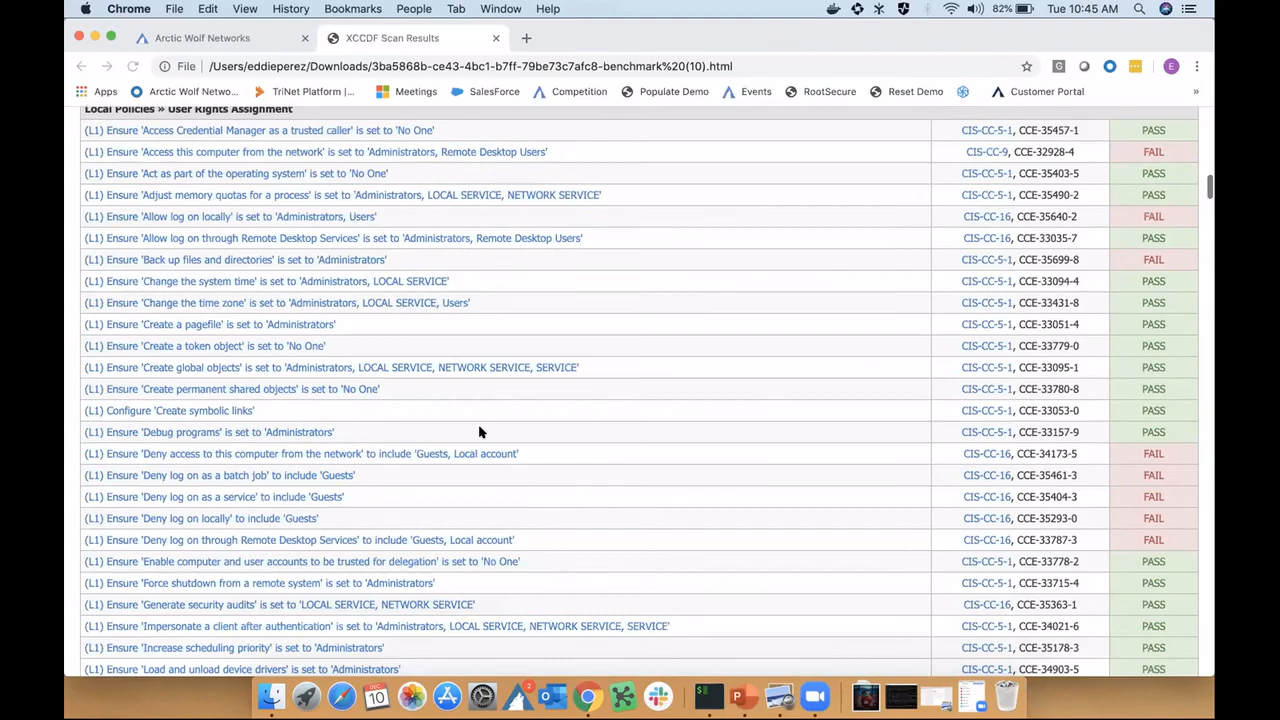 Chrome File Edit View History Bookmarks People Tab Window Help 82% Tue 10:45 AM
Arctic Wolf Networks XCCDF Scan Results
File /Users/eddieperez/Downloads/3ba5868b-ce43-4bc1-b7ff-79be73c7afc8-benchmark%20(10).html E
Apps Arctic Wolf Netwo... TriNet Platform |... Meetings SalesForce Competition Populate Demo Events RootSecure Reset Demo Customer Portal »
Local Policies » User Rights Assignment
(L1) Ensure 'Access Credential Manager as a trusted caller' is set to 'No One' CIS-CC-5-1, CCE-35457-1 PASS
(L1) Ensure 'Access this computer from the network' is set to 'Administrators, Remote Desktop Users' CIS-CC-9, CCE-32928-4 FAIL
(L1) Ensure 'Act as part of the operating system' is set to 'No One' CIS-CC-5-1, CCE-35403-5 PASS
(L1) Ensure 'Adjust memory quotas for a process' is set to 'Administrators, LOCAL SERVICE, NETWORK SERVICE' CIS-CC-5-1, CCE-35490-2 PASS
(L1) Ensure 'Allow log on locally' is set to 'Administrators, Users' CIS-CC-16, CCE-35640-2 FAIL
(L1) Ensure 'Allow log on through Remote Desktop Services' is set to 'Administrators, Remote Desktop Users' CIS-CC-16, CCE-33035-7 PASS
(L1) Ensure 'Back up files and directories' is set to 'Administrators' CIS-CC-5-1, CCE-35699-8 FAIL
(L1) Ensure 'Change the system time' is set to 'Administrators, LOCAL SERVICE' CIS-CC-5-1, CCE-33094-4 PASS
(L1) Ensure 'Change the time zone' is set to 'Administrators, LOCAL SERVICE, Users' CIS-CC-5-1, CCE-33431-8 PASS
(L1) Ensure 'Create a pagefile' is set to 'Administrators' CIS-CC-5-1, CCE-33051-4 PASS
(L1) Ensure 'Create a token object' is set to 'No One' CIS-CC-5-1, CCE-33779-0 PASS
(L1) Ensure 'Create global objects' is set to 'Administrators, LOCAL SERVICE, NETWORK SERVICE, SERVICE' CIS-CC-5-1, CCE-33095-1 PASS
(L1) Ensure 'Create permanent shared objects' is set to 'No One' CIS-CC-5-1, CCE-33780-8 PASS
(L1) Configure 'Create symbolic links' CIS-CC-5-1, CCE-33053-0 PASS
(L1) Ensure 'Debug programs' is set to 'Administrators' CIS-CC-5-1, CCE-33157-9 PASS
(L1) Ensure 'Deny access to this computer from the network' to include 'Guests, Local account' CIS-CC-16, CCE-34173-5 FAIL
(L1) Ensure 'Deny log on as a batch job' to include 'Guests' CIS-CC-16, CCE-35461-3 FAIL
(L1) Ensure 'Deny log on as a service' to include 'Guests' CIS-CC-16, CCE-35404-3 FAIL
(L1) Ensure 'Deny log on locally' to include 'Guests' CIS-CC-16, CCE-35293-0 FAIL
(L1) Ensure 'Deny log on through Remote Desktop Services' to include 'Guests, Local account' CIS-CC-16, CCE-33787-3 FAIL
(L1) Ensure 'Enable computer and user accounts to be trusted for delegation' is set to 'No One' CIS-CC-5-1, CCE-33778-2 PASS
(L1) Ensure 'Force shutdown from a remote system' is set to 'Administrators' CIS-CC-5-1, CCE-33715-4 PASS
(L1) Ensure 'Generate security audits' is set to 'LOCAL SERVICE, NETWORK SERVICE' CIS-CC-16, CCE-35363-1 PASS
(L1) Ensure 'Impersonate a client after authentication' is set to 'Administrators, LOCAL SERVICE, NETWORK SERVICE, SERVICE' CIS-CC-5-1, CCE-34021-6 PASS
(L1) Ensure 'Increase scheduling priority' is set to 'Administrators' CIS-CC-5-1, CCE-35178-3 PASS
(L1) Ensure 'Load and unload device drivers' is set to 'Administrators' CIS-CC-5-1, CCE-34903-5 PASS
DEC
10
2